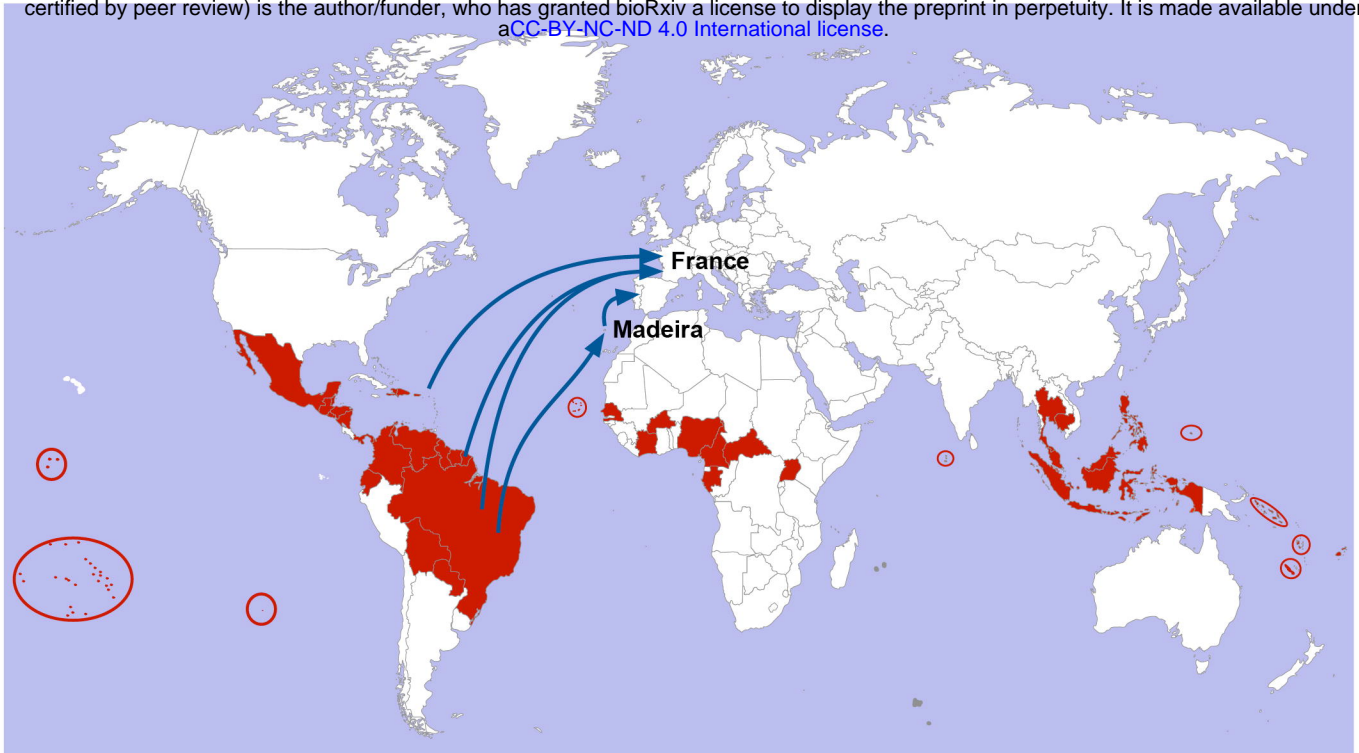 certified by peer review) is the author/funder, who has granted bioRxiv a license to display the preprint in perpetuity. It is made available under
aCC-BY-NC-ND 4.0 International license.
France
Madeira